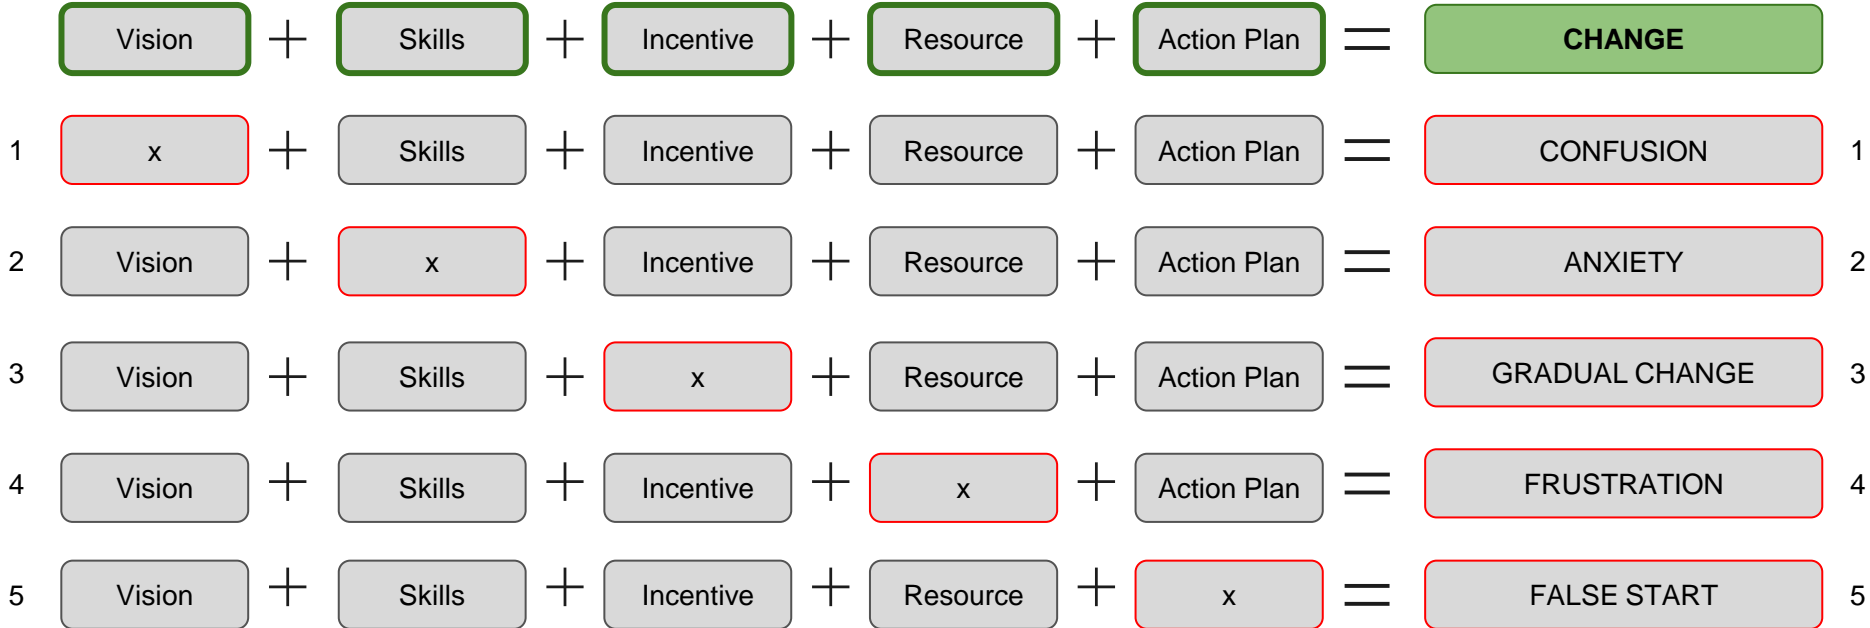 Vision + Skills + Incentive + Resource + Action Plan = CHANGE
1 x + Skills + Incentive + Resource + Action Plan = CONFUSION 1
2 Vision + x + Incentive + Resource + Action Plan = ANXIETY 2
3 Vision + Skills + x + Resource + Action Plan = GRADUAL CHANGE 3
4 Vision + Skills + Incentive + x + Action Plan = FRUSTRATION 4
5 Vision + Skills + Incentive + Resource + x = FALSE START 5